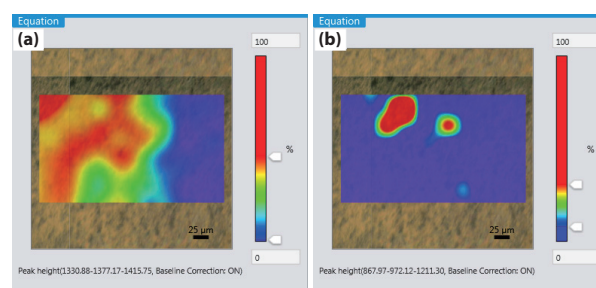 Equation
(a)
100
%
0
25 µm
Peak height(1330.88-1377.17-1415.75, Baseline Correction: ON)
Equation
(b)
100
%
0
25 µm
Peak height(867.97-972.12-1211.30, Baseline Correction: ON)